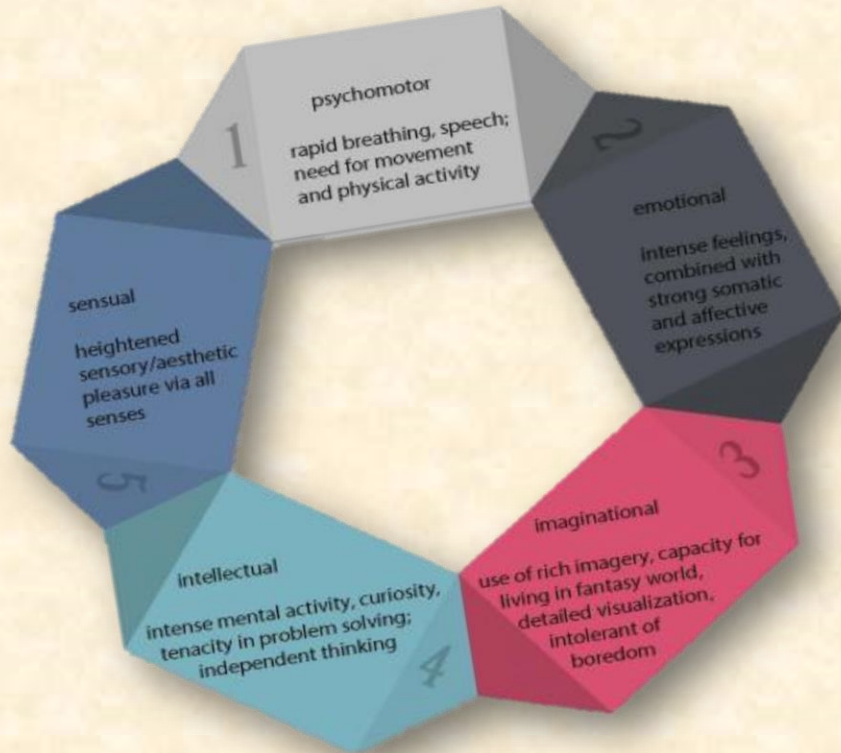 1
psychomotor
rapid breathing, speech;
need for movement
and physical activity
2
emotional
intense feelings,
combined with
strong somatic
and affective
expressions
3
imaginational
use of rich imagery, capacity for
living in fantasy world,
detailed visualization,
intolerant of
boredom
4
intellectual
intense mental activity, curiosity,
tenacity in problem solving;
independent thinking
5
sensual
heightened
sensory/aesthetic
pleasure via all
senses